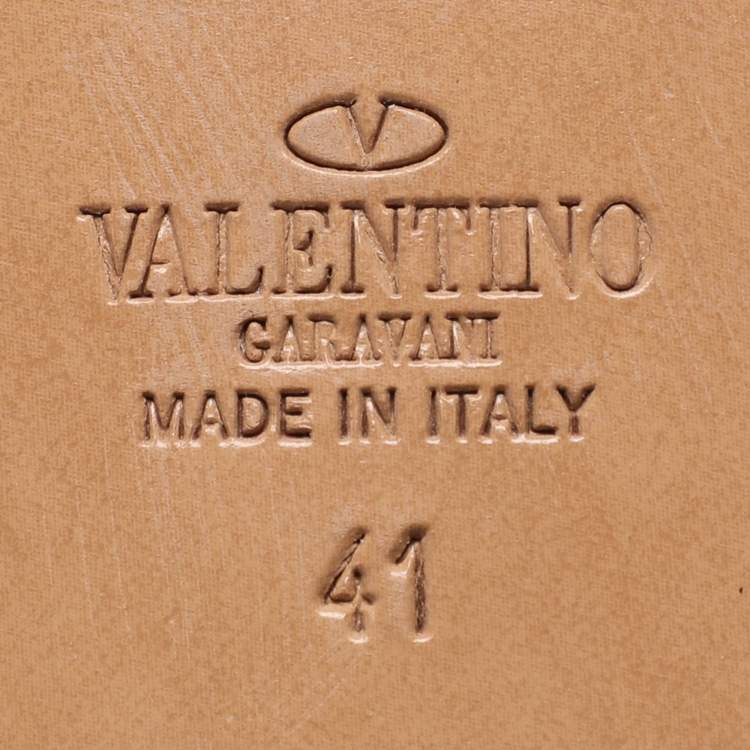 V
VALENTINO
GARAVANI
MADE IN ITALY
41